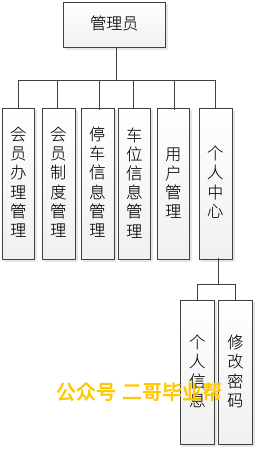 管理员
会员办理管理
会员制度管理
停车信息管理
车位信息管理
用户管理
个人中心
个人信息
修改密码
公众号 二哥毕业帮